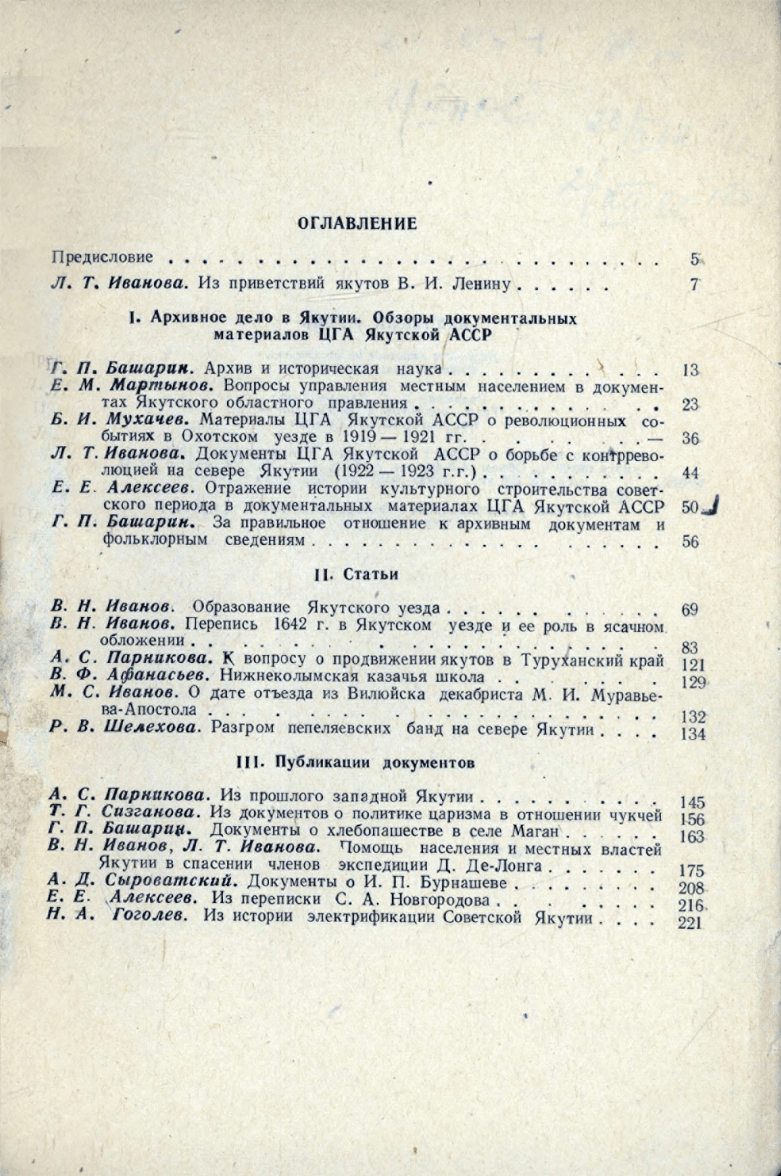 ОГЛАВЛЕНИЕ
Предисловие . . . . . . . . . . . . . . . . . . . . . . . . . . . . 5
Л. Т. Иванова. Из приветствий якутов В. И. Ленину . . . . . . 7
I. Архивное дело в Якутии. Обзоры документальных
материалов ЦГА Якутской АССР
Г. П. Башарин. Архив и историческая наука . . . . . . . . . . . . 13
Е. М. Мартынов. Вопросы управления местным населением в докумен-
тах Якутского областного правления . . . . . . . . . . . . . . 23
Б. И. Мухачев. Материалы ЦГА Якутской АССР о революционных со-
бытиях в Охотском уезде в 1919 — 1921 гг. . . . . . . . — 36
Л. Т. Иванова. Документы ЦГА Якутской АССР о борьбе с контррево-
люцией на севере Якутии (1922 — 1923 г.г.) . . . . . . . . . . 44
Е. Е. Алексеев. Отражение истории культурного строительства совет-
ского периода в документальных материалах ЦГА Якутской АССР 50
Г. П. Башарин. За правильное отношение к архивным документам и
фольклорным сведениям . . . . . . . . . . . . . . . . . . . . 56
II. Статьи
В. Н. Иванов. Образование Якутского уезда . . . . . . . . . . . . 69
В. Н. Иванов. Перепись 1642 г. в Якутском уезде и ее роль в ясачном
обложении . . . . . . . . . . . . . . . . . . . . . . . . . . 83
А. С. Парникова. К вопросу о продвижении якутов в Туруханский край 121
В. Ф. Афанасьев. Нижнеколымская казачья школа . . . . . . . . . . 129
М. С. Иванов. О дате отъезда из Вилюйска декабриста М. И. Муравье-
ва-Апостола . . . . . . . . . . . . . . . . . . . . . . . . . 132
Р. В. Шелехова. Разгром пепеляевских банд на севере Якутии . . . . 134
III. Публикации документов
А. С. Парникова. Из прошлого западной Якутии . . . . . . . . . . . 145
Т. Г. Сизганова. Из документов о политике царизма в отношении чукчей 156
Г. П. Башарин. Документы о хлебопашестве в селе Маган . . . . . . 163
В. Н. Иванов, Л. Т. Иванова. Помощь населения и местных властей
Якутии в спасении членов экспедиции Д. Де-Лонга . . . . . . . 175
А. Д. Сыроватский. Документы о И. П. Бурнашеве . . . . . . . . . . 208
Е. Е. Алексеев. Из переписки С. А. Новгородова . . . . . . . . . . 216
Н. А. Гоголев. Из истории электрификации Советской Якутии . . . . 221